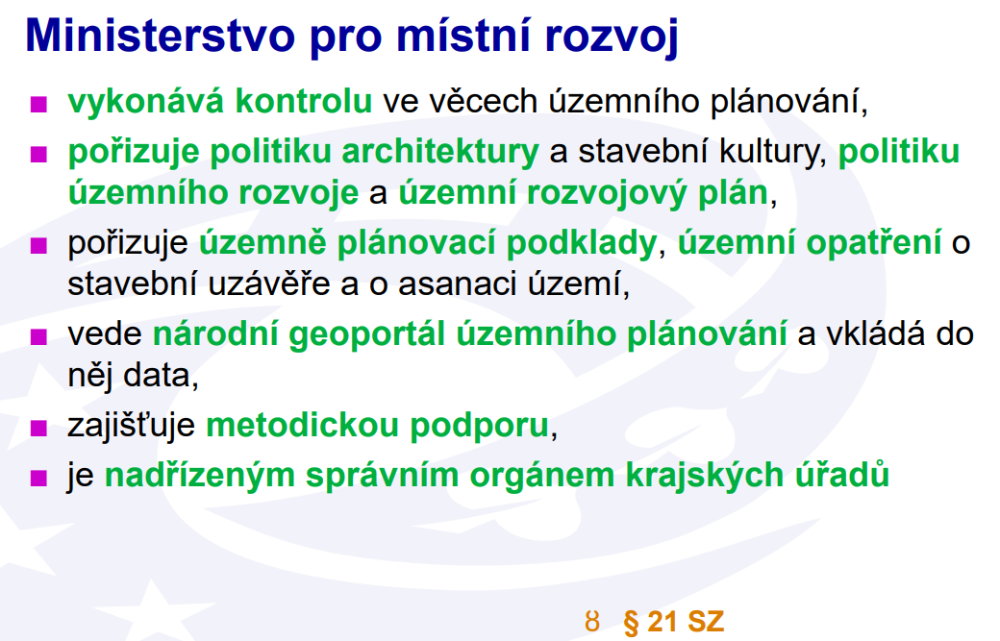 Ministerstvo pro místní rozvoj
vykonává kontrolu ve věcech územního plánování,
pořizuje politiku architektury a stavební kultury, politiku
územního rozvoje a územní rozvojový plán,
pořizuje územně plánovací podklady, územní opatření o
stavební uzávěře a o asanaci území,
vede národní geoportál územního plánování a vkládá do
něj data,
zajišťuje metodickou podporu,
je nadřízeným správním orgánem krajských úřadů
8 § 21 SZ